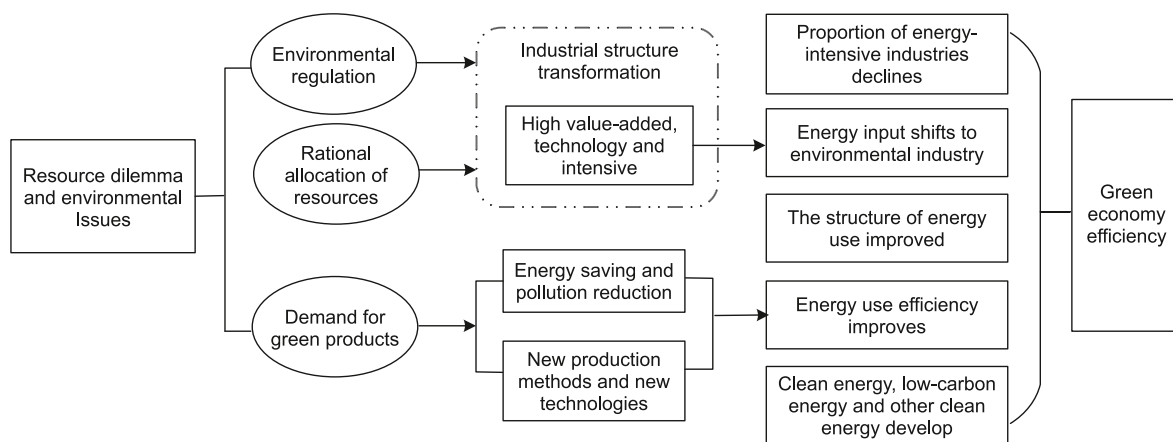 Resource dilemma
and environmental
Issues
Environmental
regulation
Rational
allocation of
resources
Demand for
green products
Industrial structure
transformation
High value-added,
technology and
intensive
Energy saving and
pollution reduction
New production
methods and new
technologies
Proportion of energy-
intensive industries
declines
Energy input shifts to
environmental industry
The structure of energy
use improved
Energy use efficiency
improves
Clean energy, low-carbon
energy and other clean
energy develop
Green
economy
efficiency